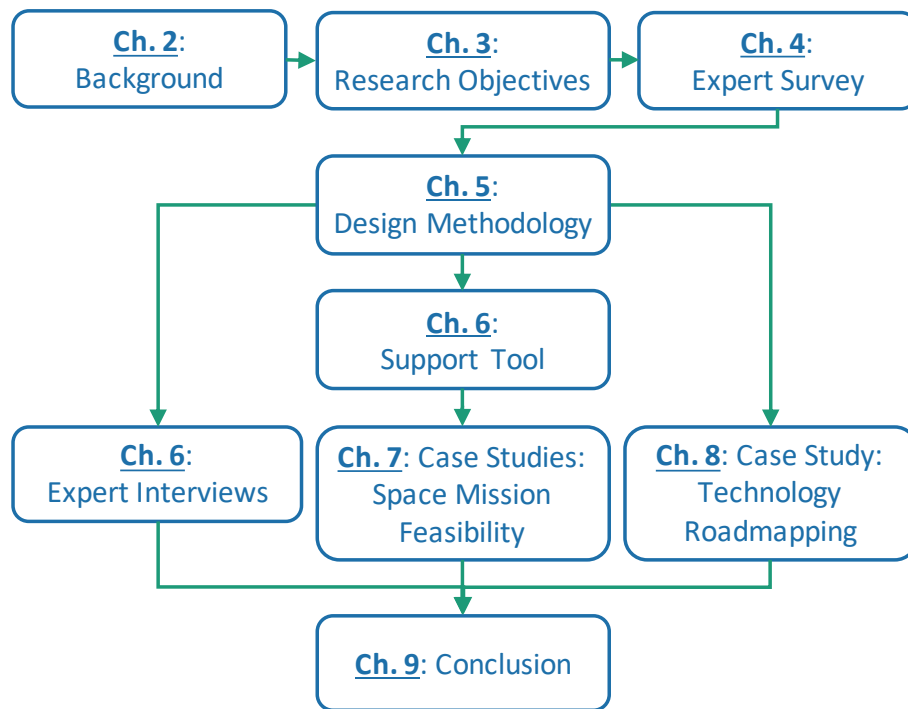 Ch. 2:
Background
Ch. 3:
Research Objectives
Ch. 4:
Expert Survey
Ch. 5:
Design Methodology
Ch. 6:
Support Tool
Ch. 6:
Expert Interviews
Ch. 7: Case Studies:
Space Mission
Feasibility
Ch. 8: Case Study:
Technology
Roadmapping
Ch. 9: Conclusion